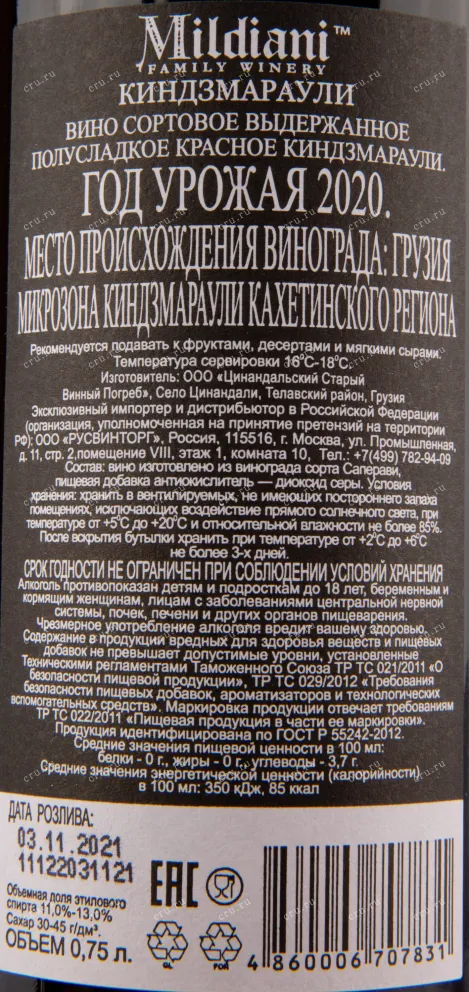 Mildiani™
FAMILY WINERY
КИНДЗМАРАУЛИ
ВИНО СОРТОВОЕ ВЫДЕРЖАННОЕ
ПОЛУСЛАДКОЕ КРАСНОЕ КИНДЗМАРАУЛИ.
ГОД УРОЖАЯ 2020.
МЕСТО ПРОИСХОЖДЕНИЯ ВИНОГРАДА: ГРУЗИЯ
МИКРОЗОНА КИНДЗМАРАУЛИ КАХЕТИНСКОГО РЕГИОНА
Рекомендуется подавать к фруктами, десертами и мягкими сырами.
Температура сервировки 16°C-18°C.
Изготовитель: ООО «Цинандальский Старый
Винный Погреб», Село Цинандали, Телавский район, Грузия
Эксклюзивный импортер и дистрибьютор в Российской Федерации
(организация, уполномоченная на принятие претензий на территории
РФ): ООО «РУСВИНТОРГ», Россия, 115516, г. Москва, ул. Промышленная,
д. 11, стр. 2,помещение VIII, этаж 1, комната 10, Тел.: +7(499) 782-94-09
Состав: вино изготовлено из винограда сорта Саперави,
пищевая добавка антиокислитель — диоксид серы. Условия
хранения: хранить в вентилируемых, не имеющих постороннего запаха
помещениях, исключающих воздействие прямого солнечного света, при
температуре от +5°C до +20°C и относительной влажности не более 85%.
После вскрытия бутылки хранить при температуре от +2°C до +6°C
не более 3-х дней.
СРОК ГОДНОСТИ НЕ ОГРАНИЧЕН ПРИ СОБЛЮДЕНИИ УСЛОВИЙ ХРАНЕНИЯ
Алкоголь противопоказан детям и подросткам до 18 лет, беременным и
кормящим женщинам, лицам с заболеваниями центральной нервной
системы, почек, печени и других органов пищеварения.
Чрезмерное употребление алкоголя вредит вашему здоровью.
Содержание в продукции вредных для здоровья веществ и пищевых
добавок не превышает допустимые уровни, установленные
Техническими регламентами Таможенного Союза ТР ТС 021/2011 «О
безопасности пищевой продукции», ТР ТС 029/2012 «Требования
безопасности пищевых добавок, ароматизаторов и технологических
вспомогательных средств». Маркировка продукции отвечает требованиям
ТР ТС 022/2011 «Пищевая продукция в части ее маркировки».
Продукция идентифицирована по ГОСТ Р 55242-2012.
Средние значения пищевой ценности в 100 мл:
белки - 0 г., жиры - 0 г., углеводы - 3,7 г.
Средние значения энергетической ценности (калорийности)
в 100 мл: 350 кДж, 85 ккал
ДАТА РОЗЛИВА:
03.11.2021
11122031121
Объемная доля этилового
спирта 11,0%-13,0%
Сахар 30-45 г/дм³.
ОБЪЕМ 0,75 л.
EAC
GL
4 860006 707831